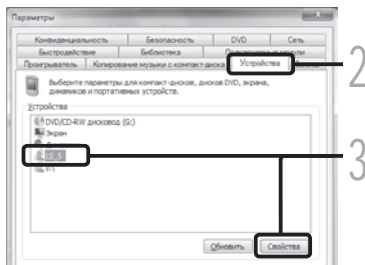 Параметры
Конфиденциальность Безопасность DVD Сеть
Быстродействие Библиотека
Проигрыватель Копирование музыки с компакт-диска Устройства
Выберите параметры для компакт-дисков, дисков DVD, экрана,
динамиков и портативных устройств.
Устройства
DVD/CD-RW дисковод (G:)
Экран
Обновить Свойства
2
3